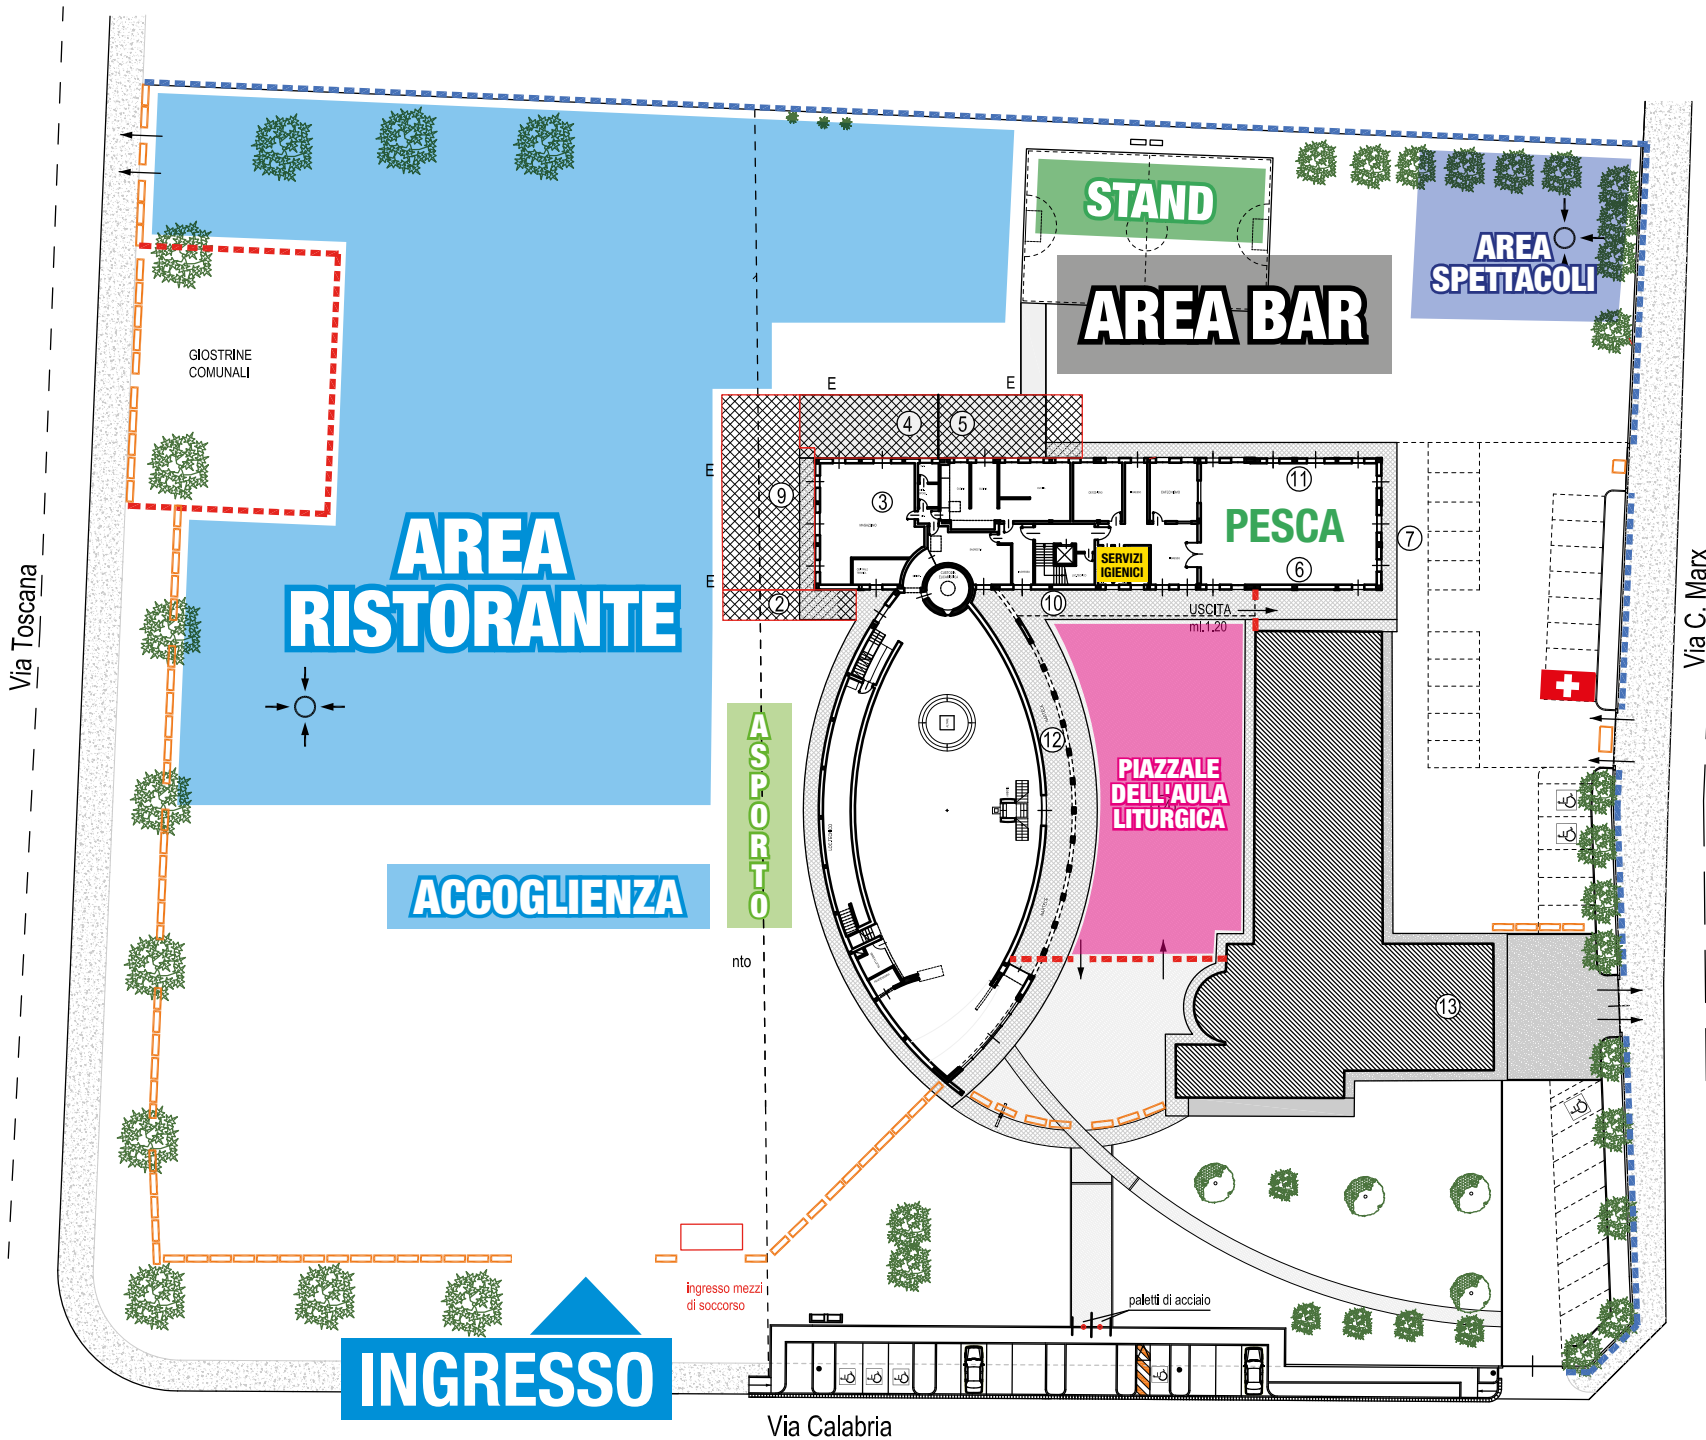 STAND
AREA
SPETTACOLI
AREA BAR
GIOSTRINE
COMUNALI
E
E
4
5
E
9
3
11
PESCA
7
SERVIZI
IGIENICI
6
AREA
RISTORANTE
E
2
10
USCITA
ml.1.20
Via Toscana
Via C. Marx
12
ASPORTO
PIAZZALE
DELL'AULA
LITURGICA
ACCOGLIENZA
nto
13
ingresso mezzi
di soccorso
paletti di acciaio
INGRESSO
Via Calabria